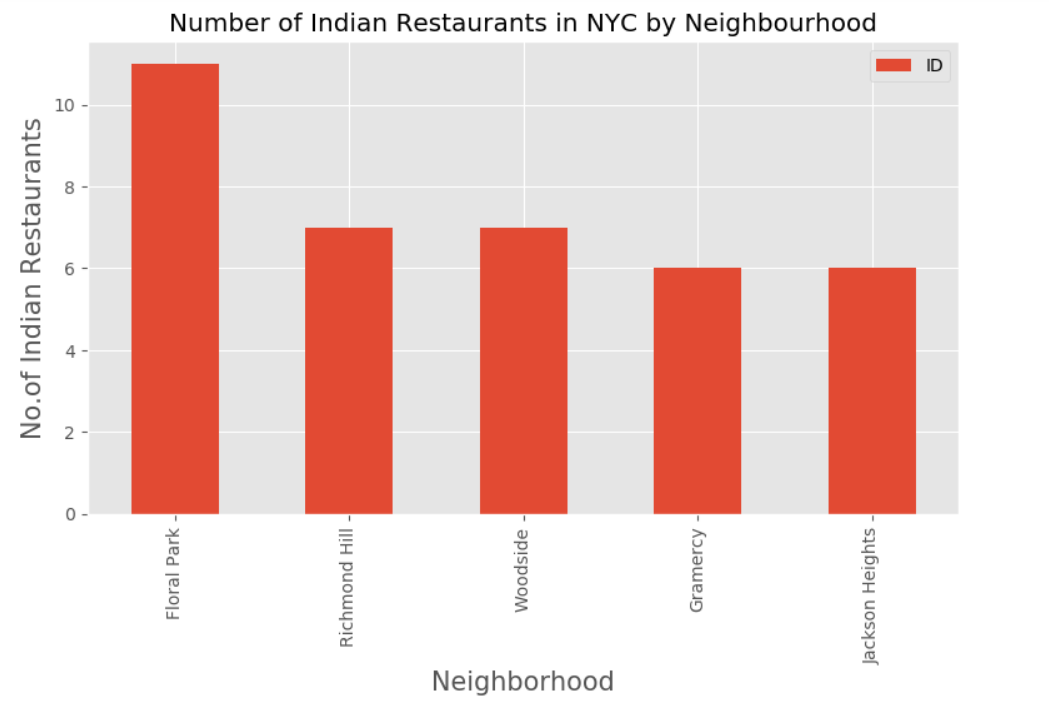 Number of Indian Restaurants in NYC by Neighbourhood
ID
No.of Indian Restaurants
10
8
6
4
2
0
Floral Park
Richmond Hill
Woodside
Gramercy
Jackson Heights
Neighborhood